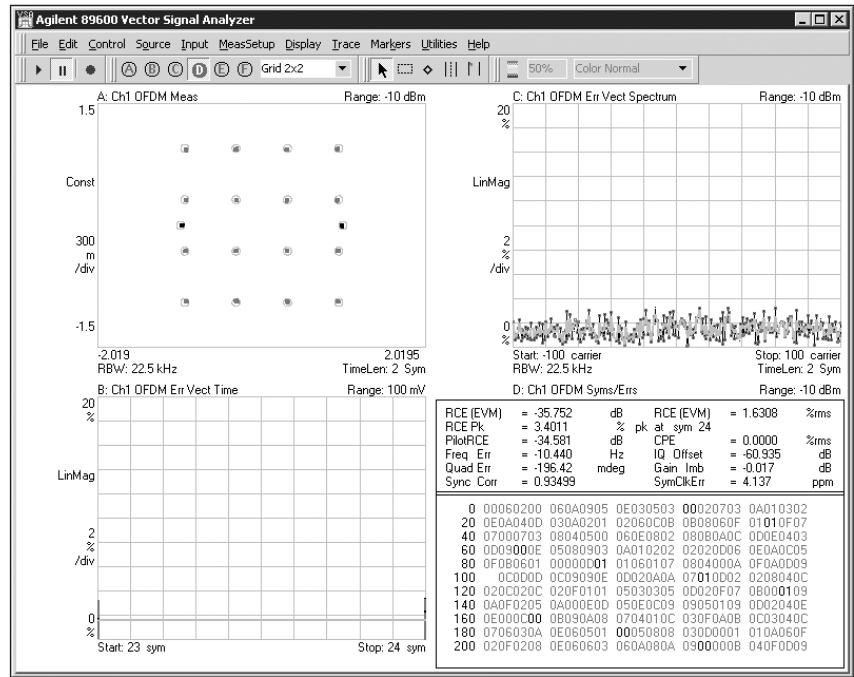 Agilent 89600 Vector Signal Analyzer
File Edit Control Source Input MeasSetup Display Trace Markers Utilities Help
A B C D E F Grid 2x2 50% Color Normal
A: Ch1 OFDM Meas Range: -10 dBm
1.5
Const
300
m
/div
-1.5
-2.019 2.0195
RBW: 22.5 kHz TimeLen: 2 Sym
C: Ch1 OFDM Err Vect Spectrum Range: -10 dBm
20
%
LinMag
2
%
/div
0
%
Start: -100 carrier Stop: 100 carrier
RBW: 22.5 kHz TimeLen: 2 Sym
B: Ch1 OFDM Err Vect Time Range: 100 mV
20
%
LinMag
2
%
/div
0
%
Start: 23 sym Stop: 24 sym
D: Ch1 OFDM Syms/Errs Range: -10 dBm
RCE (EVM) = -35.752 dB RCE (EVM) = 1.6308 %rms
RCE Pk = 3.4011 % pk at sym 24
PilotRCE = -34.581 dB CPE = 0.0000 %rms
Freq Err = -10.440 Hz IQ Offset = -60.935 dB
Quad Err = -196.42 mdeg Gain Imb = -0.017 dB
Sync Corr = 0.93499 SymClkErr = 4.137 ppm
0 00060200 060A0905 0E030503 00020703 0A010302
20 0E0A040D 030A0201 02060C0B 0B08060F 01010F07
40 07000703 08040500 060E0802 080B0A0C 0D0E0403
60 0D09000E 05080903 0A010202 02020D06 0E0A0C05
80 0F0B0601 00000D01 01060107 0804000A 0F0A0D09
100 0C0D0D 0C09090E 0D020A0A 07010D02 0208040C
120 020C020C 020F0101 05030305 0D020F07 0B000109
140 0A0F0205 0A000E0D 050E0C09 09050109 0D02040E
160 0E000C00 0B090A08 0704010C 030F0A0B 0C03040C
180 0706030A 0E060501 00050808 030D0001 010A060F
200 020F0208 0E060603 060A080A 0900000B 040F0D09